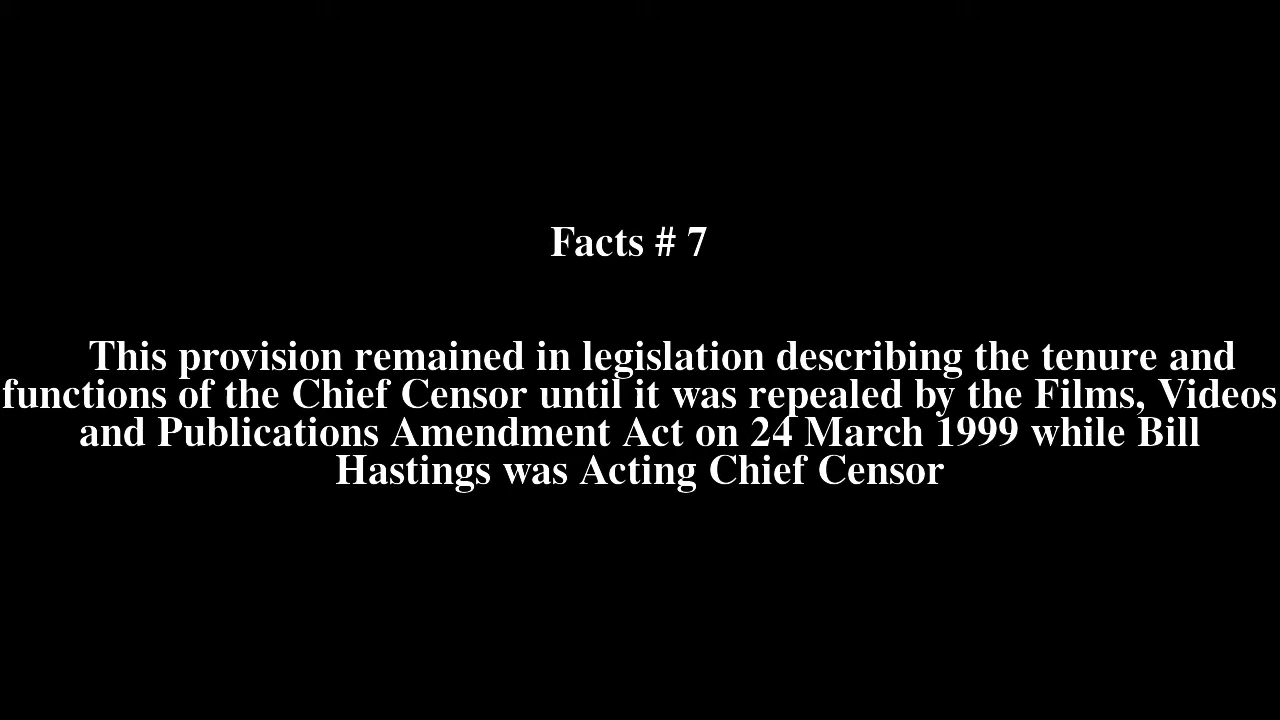 Facts # 7
This provision remained in legislation describing the tenure and
functions of the Chief Censor until it was repealed by the Films, Videos
and Publications Amendment Act on 24 March 1999 while Bill
Hastings was Acting Chief Censor